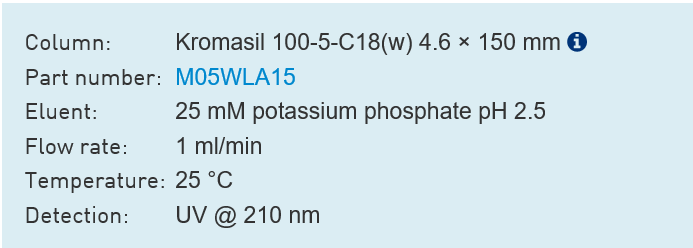 Column: Kromasil 100-5-C18(w) 4.6 × 150 mm
Part number: M05WLA15
Eluent: 25 mM potassium phosphate pH 2.5
Flow rate: 1 ml/min
Temperature: 25 °C
Detection: UV @ 210 nm